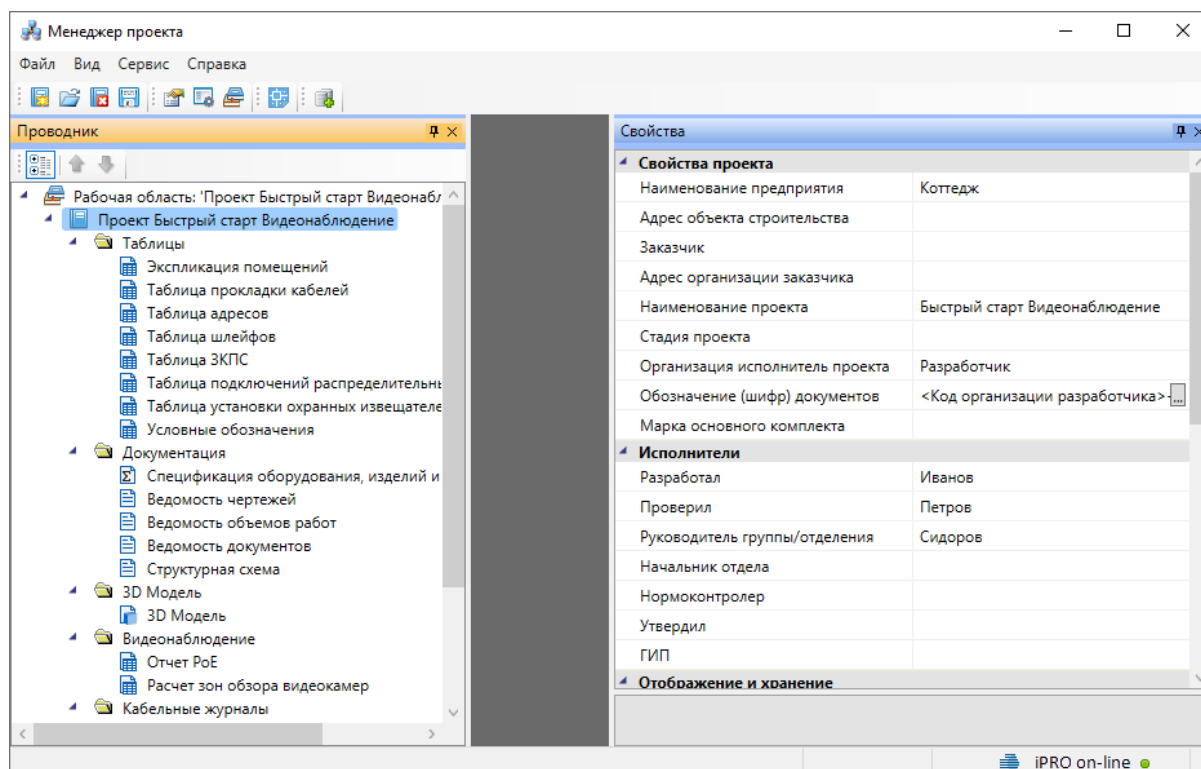 Менеджер проекта
Файл Вид Сервис Справка
Проводник
Рабочая область: 'Проект Быстрый старт Видеонабл
Проект Быстрый старт Видеонаблюдение
Таблицы
Экспликация помещений
Таблица прокладки кабелей
Таблица адресов
Таблица шлейфов
Таблица ЗКПС
Таблица подключений распределительны
Таблица установки охранных извещателе
Условные обозначения
Документация
Спецификация оборудования, изделий и
Ведомость чертежей
Ведомость объемов работ
Ведомость документов
Структурная схема
3D Модель
3D Модель
Видеонаблюдение
Отчет PoE
Расчет зон обзора видеокамер
Кабельные журналы
Свойства
Свойства проекта
Наименование предприятия Коттедж
Адрес объекта строительства
Заказчик
Адрес организации заказчика
Наименование проекта Быстрый старт Видеонаблюдение
Стадия проекта
Организация исполнитель проекта Разработчик
Обозначение (шифр) документов <Код организации разработчика>-...
Марка основного комплекта
Исполнители
Разработал Иванов
Проверил Петров
Руководитель группы/отделения Сидоров
Начальник отдела
Нормоконтролер
Утвердил
ГИП
Отображение и хранение
iPRO on-line